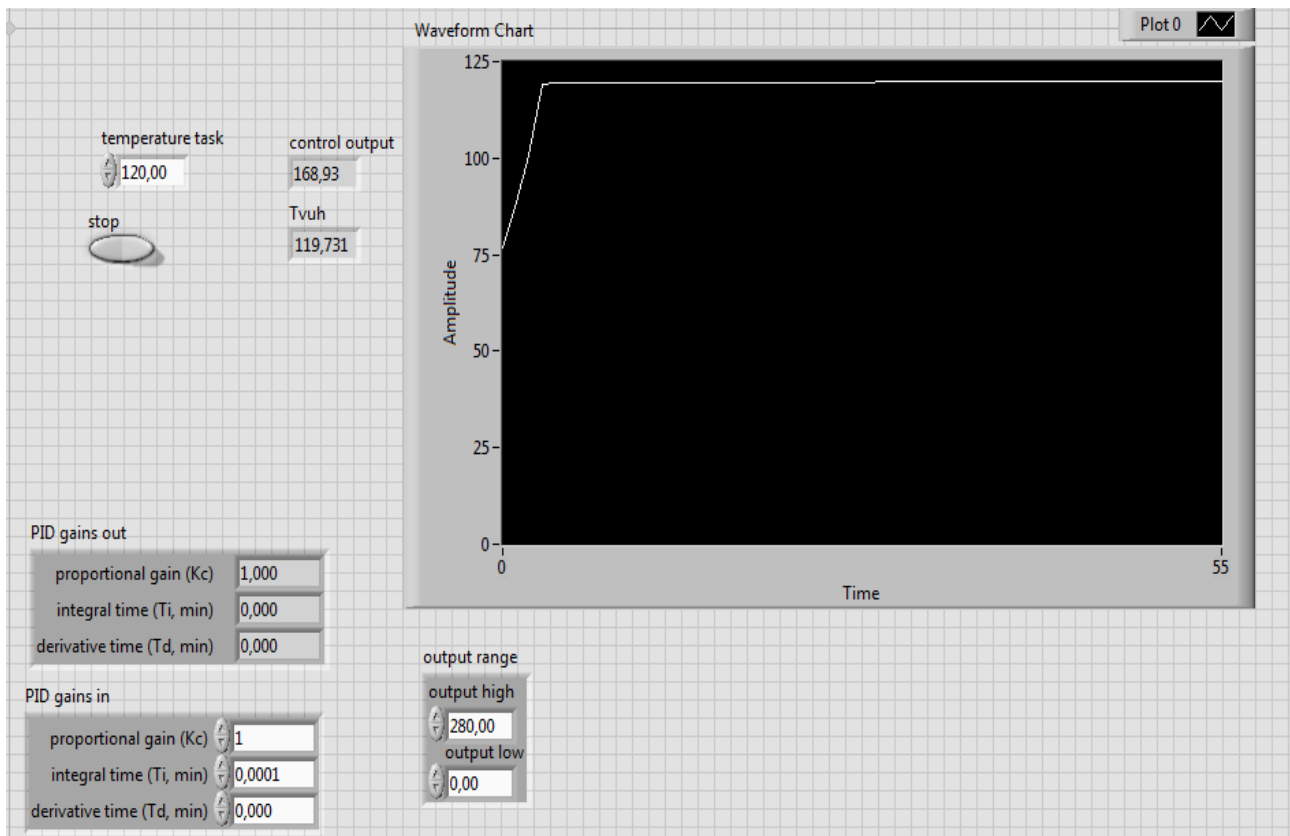 Waveform Chart
Plot 0
125
100
75
50
25
0
Amplitude
0
55
Time
temperature task
120,00
control output
168,93
stop
Tvuh
119,731
PID gains out
proportional gain (Kc) 1,000
integral time (Ti, min) 0,000
derivative time (Td, min) 0,000
PID gains in
proportional gain (Kc) 1
integral time (Ti, min) 0,0001
derivative time (Td, min) 0,000
output range
output high
280,00
output low
0,00